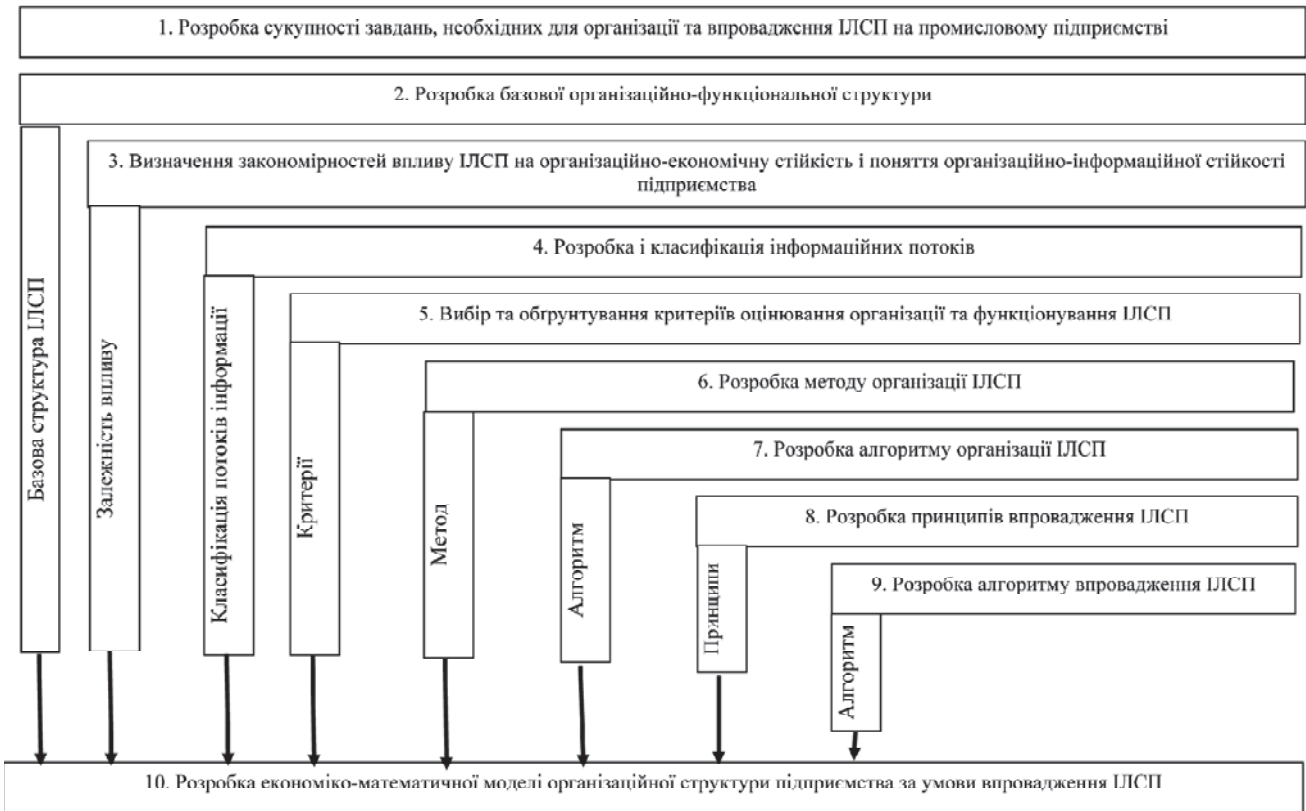 1. Розробка сукупності завдань, необхідних для організації та впровадження ІЛСП на промисловому підприємстві
2. Розробка базової організаційно-функціональної структури
3. Визначення закономірностей впливу ІЛСП на організаційно-економічну стійкість і поняття організаційно-інформаційної стійкості
підприємства
4. Розробка і класифікація інформаційних потоків
5. Вибір та обґрунтування критеріїв оцінювання організації та функціонування ІЛСП
6. Розробка методу організації ІЛСП
7. Розробка алгоритму організації ІЛСП
8. Розробка принципів впровадження ІЛСП
9. Розробка алгоритму впровадження ІЛСП
Базова структура ІЛСП
Залежність впливу
Класифікація потоків інформації
Критерії
Метод
Алгоритм
Принципи
Алгоритм
10. Розробка економіко-математичної моделі організаційної структури підприємства за умови впровадження ІЛСП